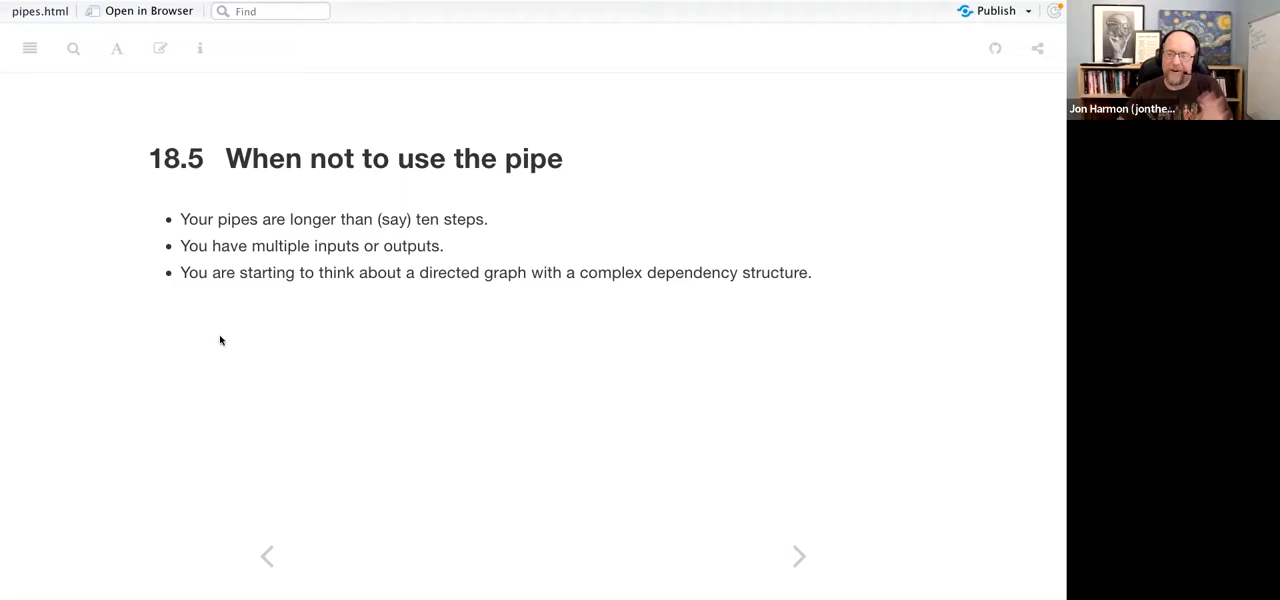 pipes.html
Open in Browser
Find
Publish
18.5 When not to use the pipe
• Your pipes are longer than (say) ten steps.
• You have multiple inputs or outputs.
• You are starting to think about a directed graph with a complex dependency structure.
Jon Harmon (jonthe...